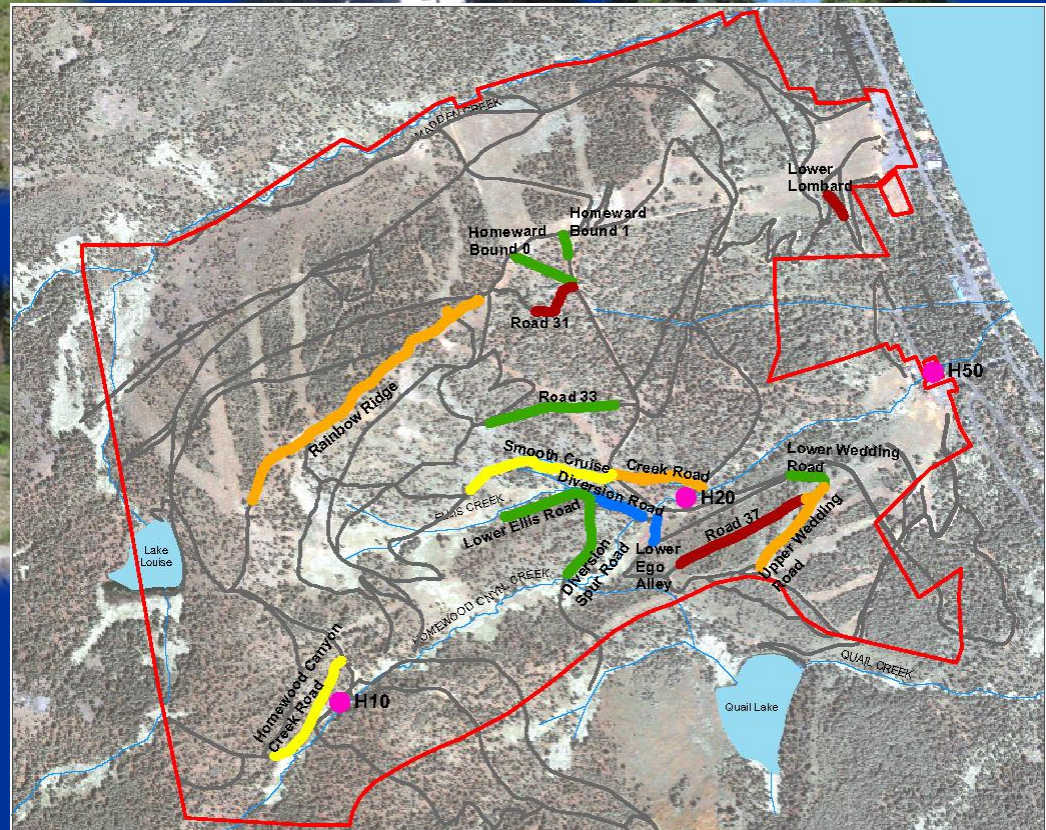 MADDEN CREEK
Lower
Lombard
Homeward
Bound 1
Homeward
Bound 0
Road 31
H50
Rainbow Ridge
Road 33
Smooth Cruise
Creek Road
Lower Wedding
Road
Diversion Road
H20
ELLIS CREEK
Lower Ellis Road
Road 37
Upper Wedding
Road
Lake
Louise
Diversion
Spur Road
Lower
Ego
Alley
HOMEWOOD CNYN CREEK
QUAIL CREEK
Homewood Canyon
Creek Road
H10
Quail Lake